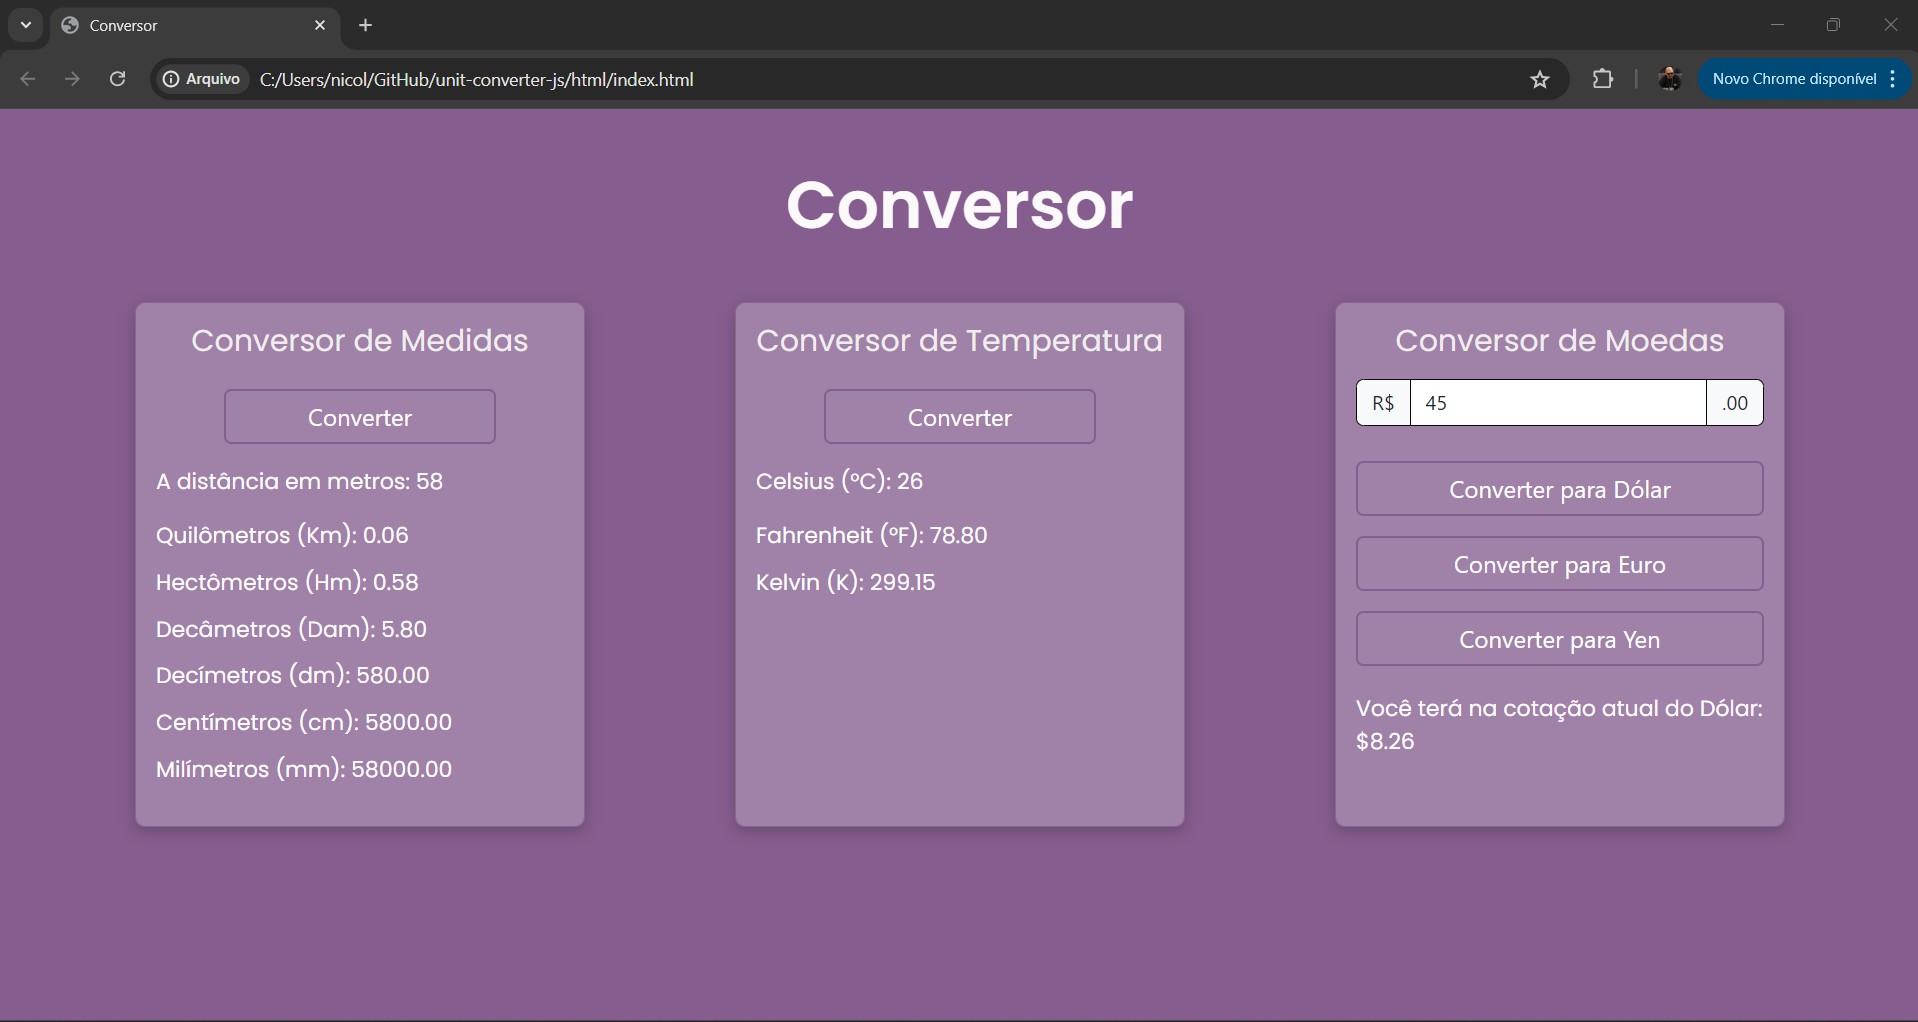 Conversor
Arquivo C:/Users/nicol/GitHub/unit-converter-js/html/index.html Novo Chrome disponível
Conversor
Conversor de Medidas
Converter
A distância em metros: 58
Quilômetros (Km): 0.06
Hectômetros (Hm): 0.58
Decâmetros (Dam): 5.80
Decímetros (dm): 580.00
Centímetros (cm): 5800.00
Milímetros (mm): 58000.00
Conversor de Temperatura
Converter
Celsius (°C): 26
Fahrenheit (°F): 78.80
Kelvin (K): 299.15
Conversor de Moedas
R$ 45 .00
Converter para Dólar
Converter para Euro
Converter para Yen
Você terá na cotação atual do Dólar:
$8.26